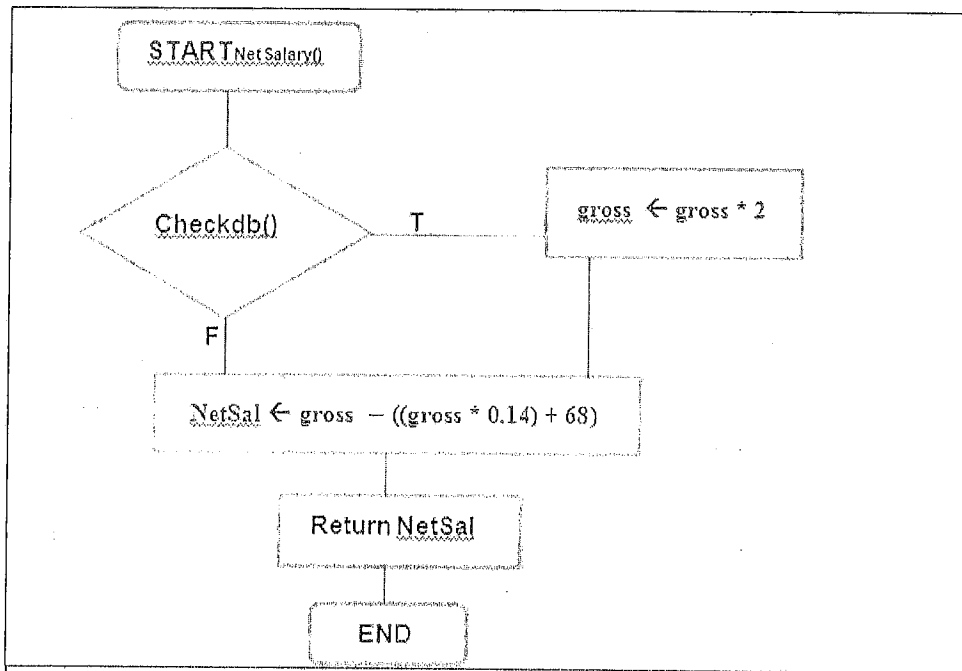 START NetSalary()
Checkdb()
T
gross ← gross * 2
F
NetSal ← gross – ((gross * 0.14) + 68)
Return NetSal
END